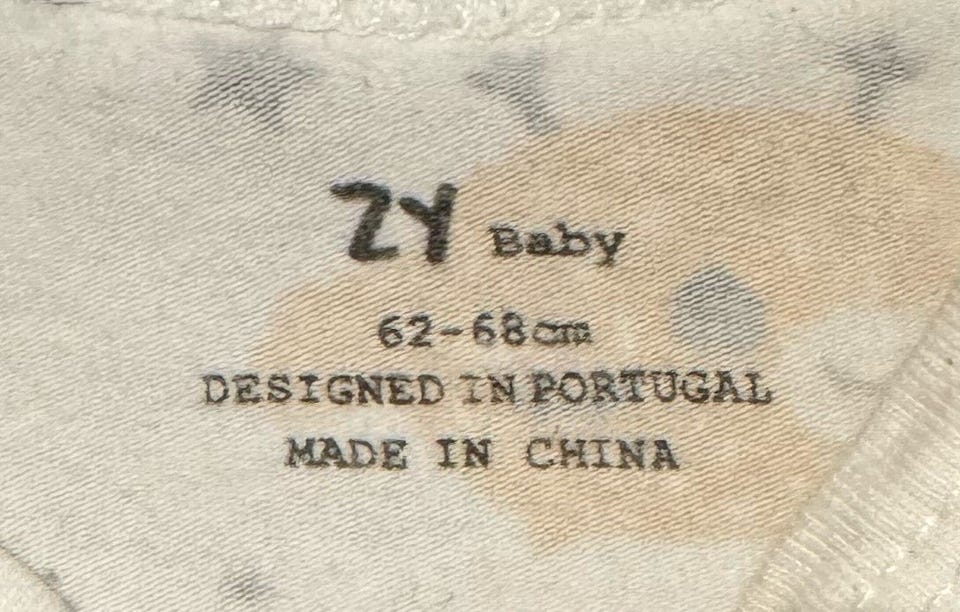 ZY Baby
62-68cm
DESIGNED IN PORTUGAL
MADE IN CHINA